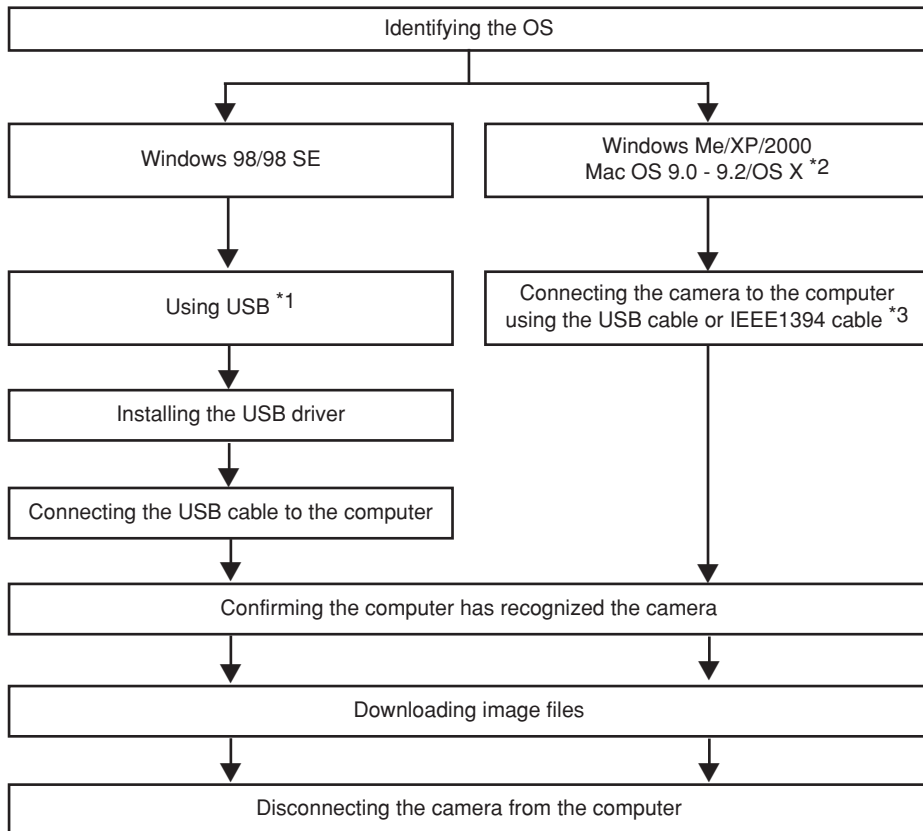 Identifying the OS
Windows 98/98 SE
Windows Me/XP/2000
Mac OS 9.0 - 9.2/OS X *2
Using USB *1
Connecting the camera to the computer
using the USB cable or IEEE1394 cable *3
Installing the USB driver
Connecting the USB cable to the computer
Confirming the computer has recognized the camera
Downloading image files
Disconnecting the camera from the computer